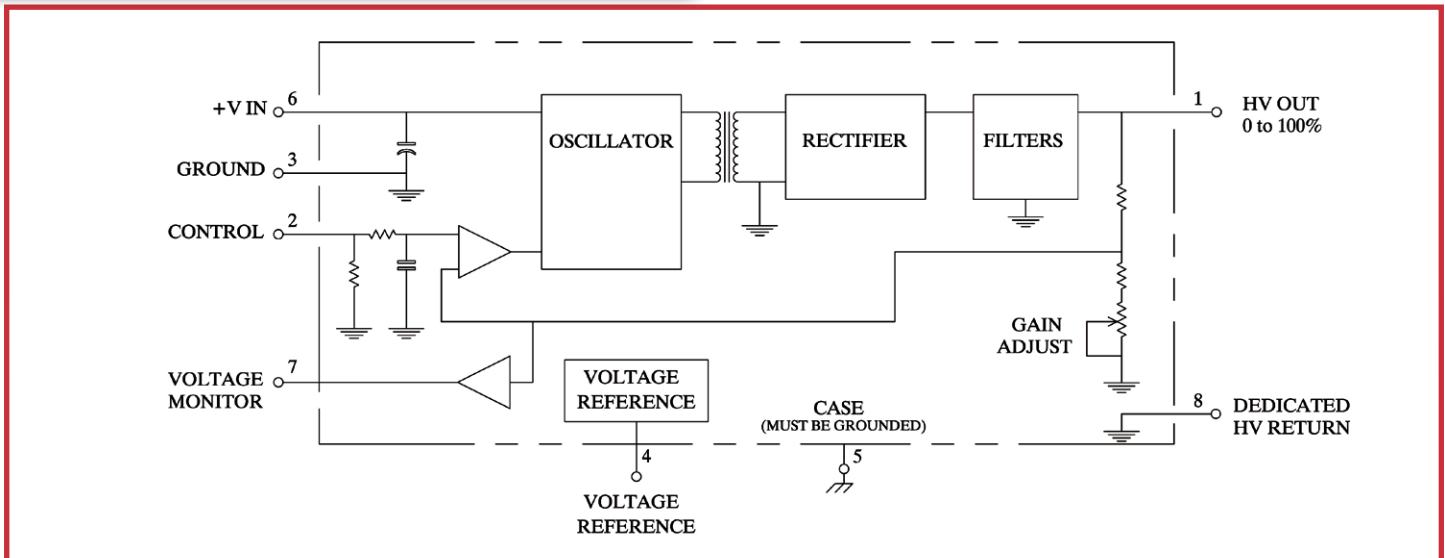 +V IN
6
GROUND
3
CONTROL
2
VOLTAGE
MONITOR
7
OSCILLATOR
RECTIFIER
FILTERS
1
HV OUT
0 to 100%
GAIN
ADJUST
VOLTAGE
REFERENCE
4
VOLTAGE
REFERENCE
CASE
(MUST BE GROUNDED)
5
8
DEDICATED
HV RETURN